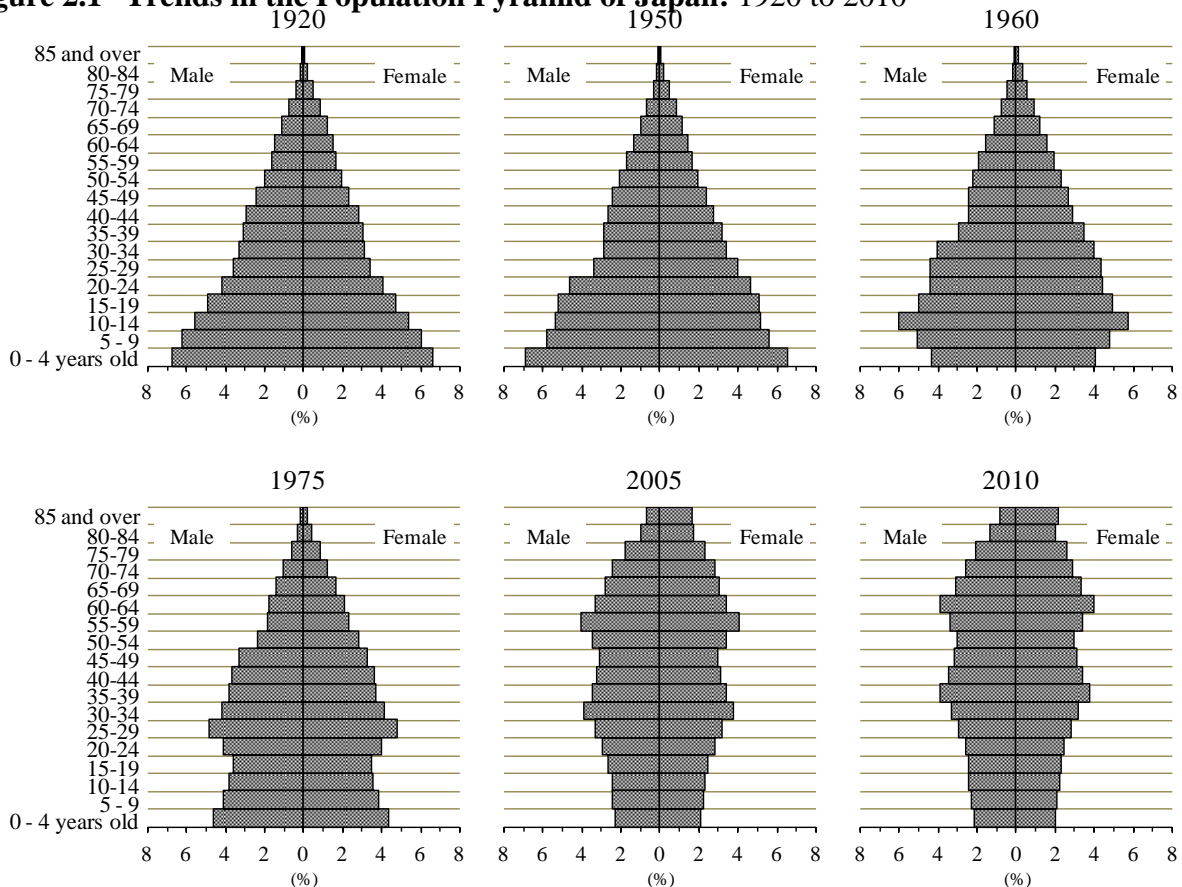 gure 2.1 Trends in the Population Pyramid of Japan: 1920 to 2010
1920
1950
1960
85 and over
80-84
75-79
70-74
65-69
60-64
55-59
50-54
45-49
40-44
35-39
30-34
25-29
20-24
15-19
10-14
5 - 9
0 - 4 years old
Male Female
Male Female
Male Female
8 6 4 2 0 2 4 6 8
(%)
8 6 4 2 0 2 4 6 8
(%)
8 6 4 2 0 2 4 6 8
(%)
1975
2005
2010
85 and over
80-84
75-79
70-74
65-69
60-64
55-59
50-54
45-49
40-44
35-39
30-34
25-29
20-24
15-19
10-14
5 - 9
0 - 4 years old
Male Female
Male Female
Male Female
8 6 4 2 0 2 4 6 8
(%)
8 6 4 2 0 2 4 6 8
(%)
8 6 4 2 0 2 4 6 8
(%)